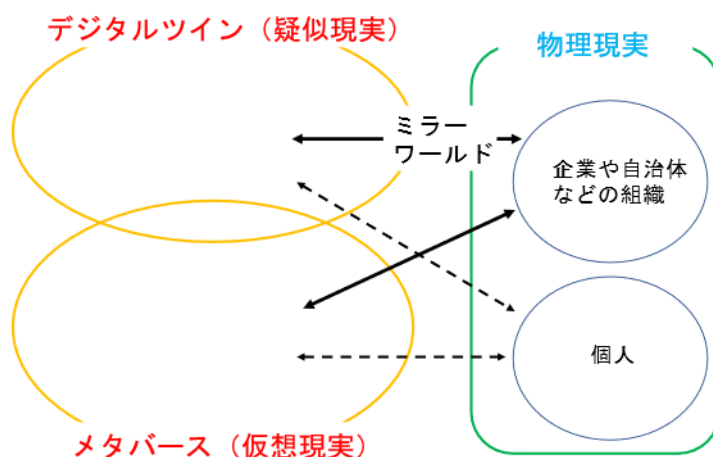 デジタルツイン（疑似現実）
物理現実
ミラー
ワールド
企業や自治体
などの組織
個人
メタバース（仮想現実）